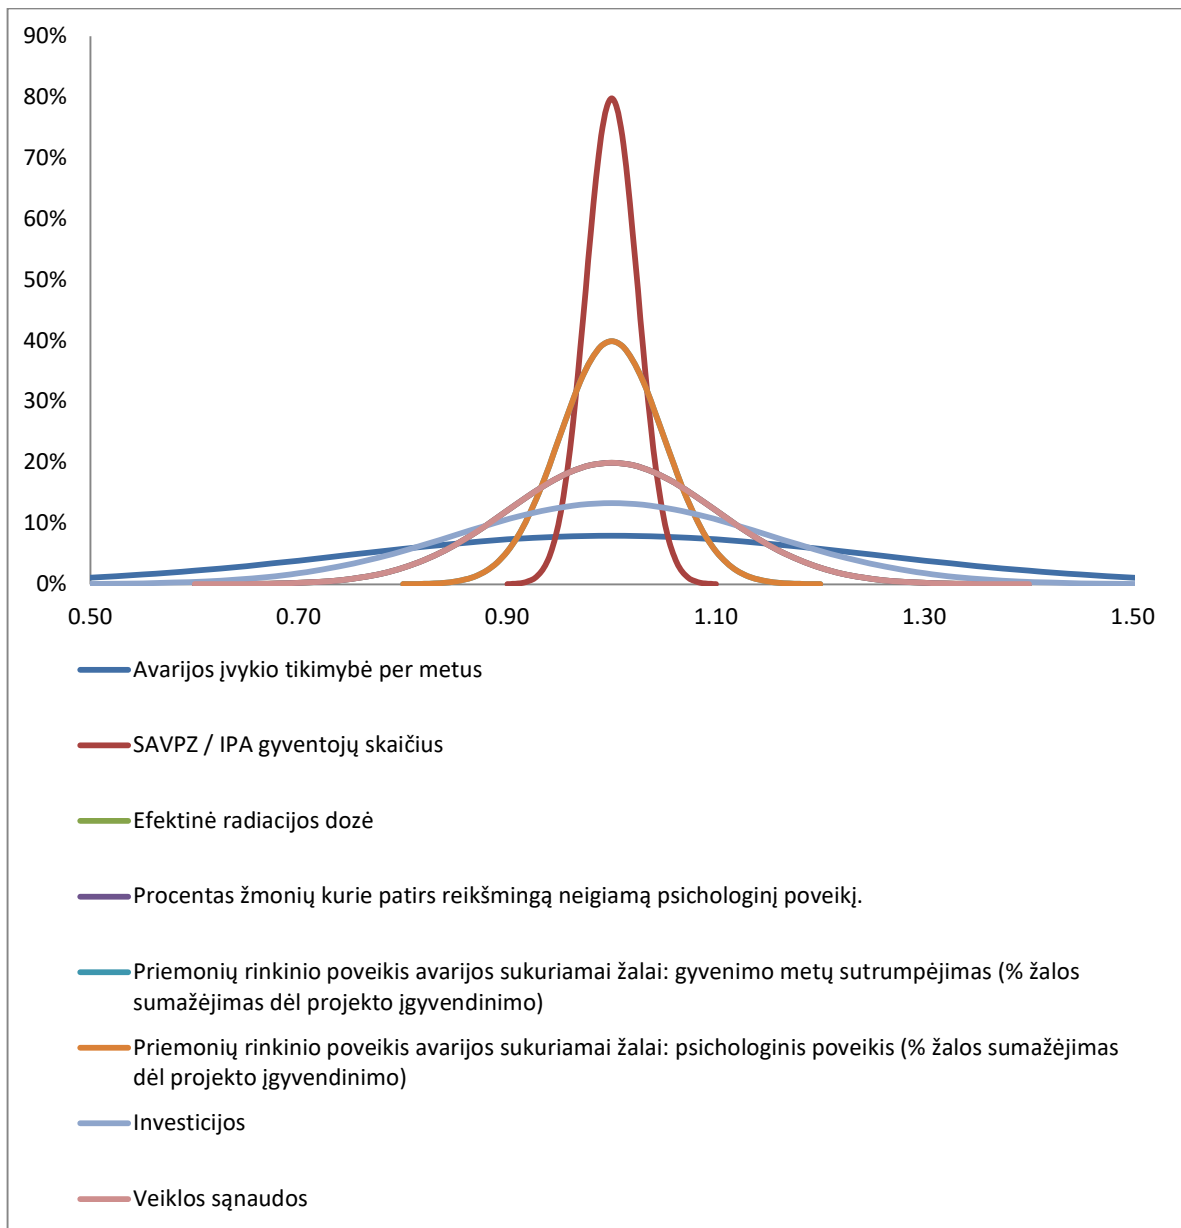 90%
80%
70%
60%
50%
40%
30%
20%
10%
0%
0.50 0.70 0.90 1.10 1.30 1.50
Avarijos įvykio tikimybė per metus
SAVPZ / IPA gyventojų skaičius
Efektinė radiacijos dozė
Procentas žmonių kurie patirs reikšmingą neigiamą psichologinį poveikį.
Priemonių rinkinio poveikis avarijos sukuriamai žalai: gyvenimo metų sutrumpėjimas (% žalos
sumažėjimas dėl projekto įgyvendinimo)
Priemonių rinkinio poveikis avarijos sukuriamai žalai: psichologinis poveikis (% žalos sumažėjimas
dėl projekto įgyvendinimo)
Investicijos
Veiklos sąnaudos